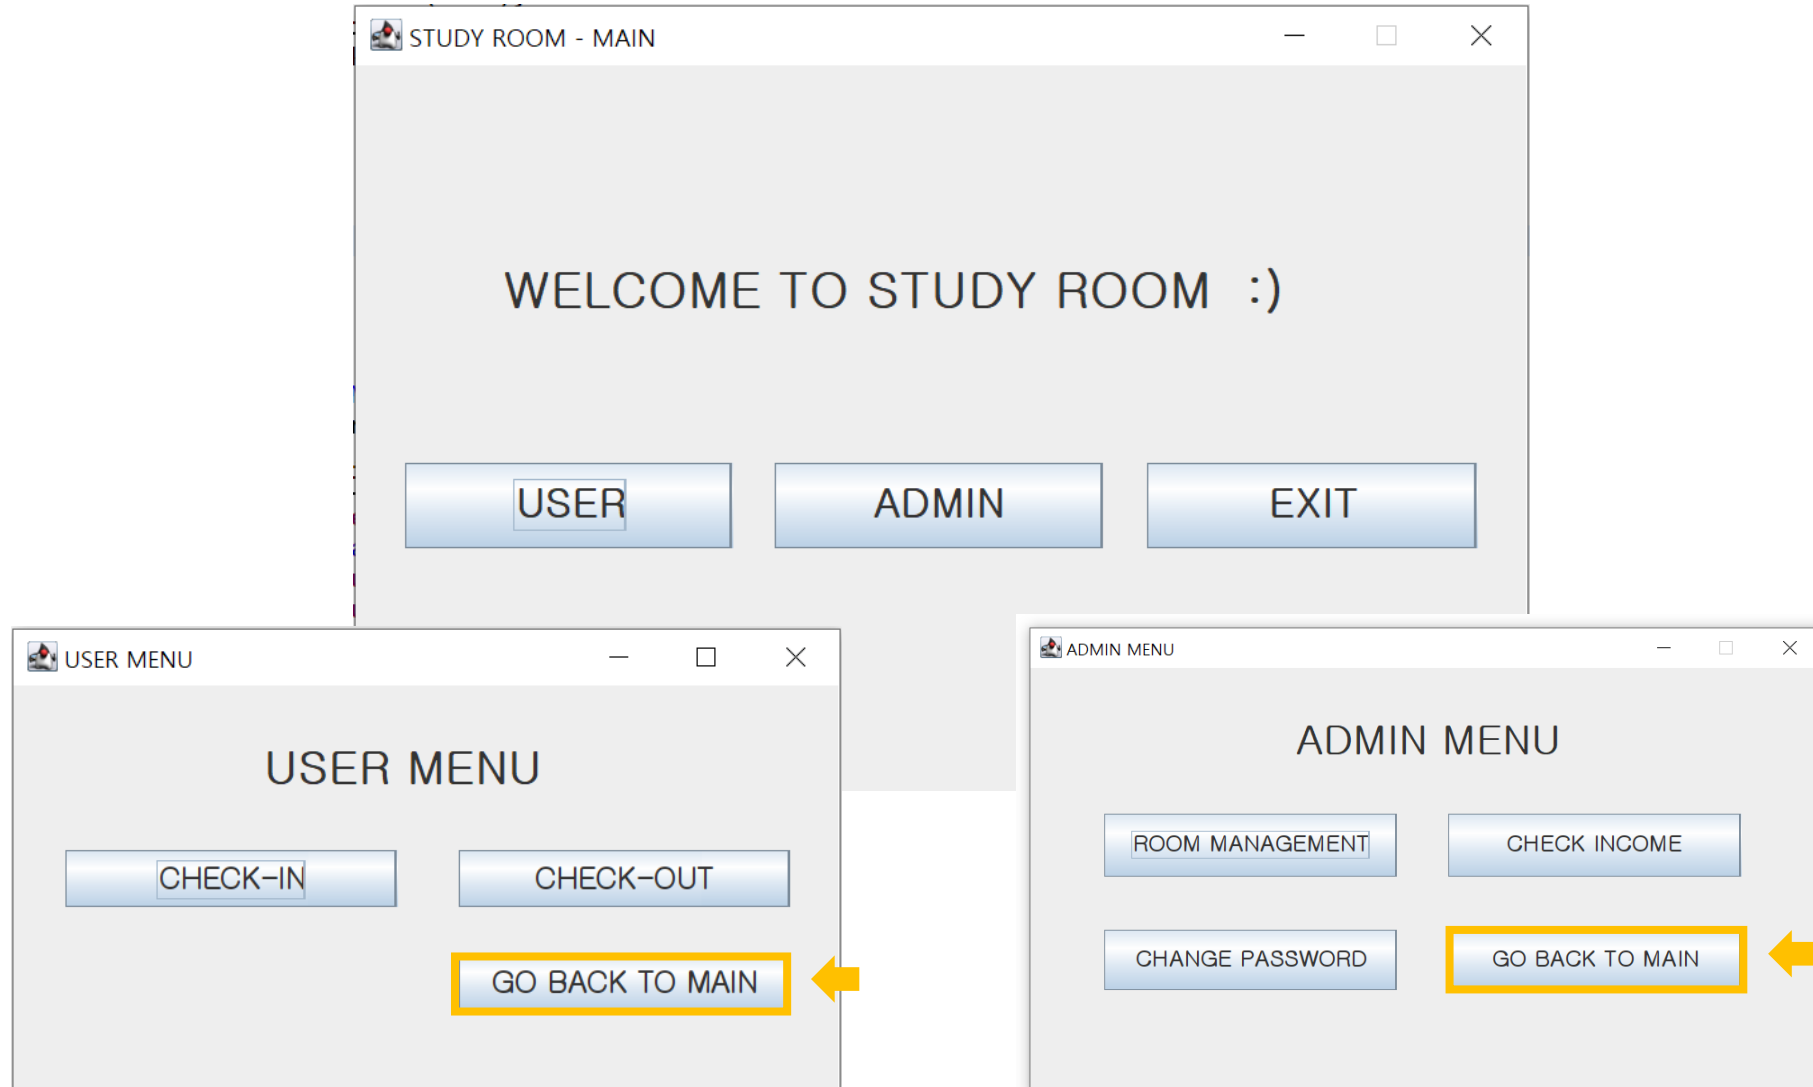 STUDY ROOM - MAIN
WELCOME TO STUDY ROOM :)
USER
ADMIN
EXIT
USER MENU
USER MENU
CHECK-IN
CHECK-OUT
GO BACK TO MAIN
ADMIN MENU
ADMIN MENU
ROOM MANAGEMENT
CHECK INCOME
CHANGE PASSWORD
GO BACK TO MAIN